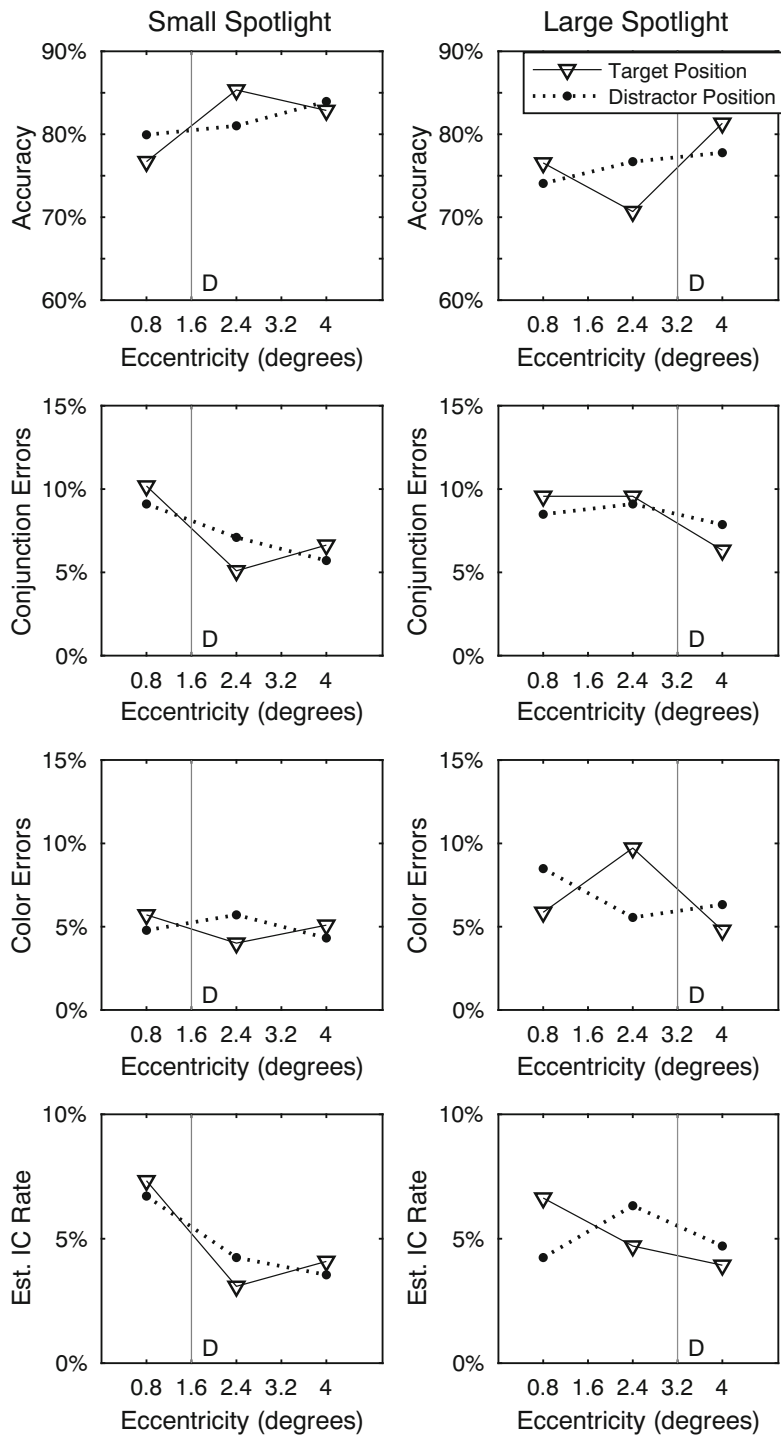 Small Spotlight
Large Spotlight
90%
80%
70%
60%
Accuracy
D
0.8 1.6 2.4 3.2 4
Eccentricity (degrees)
90%
80%
70%
60%
Accuracy
Target Position
Distractor Position
D
0.8 1.6 2.4 3.2 4
Eccentricity (degrees)
15%
10%
5%
0%
Conjunction Errors
D
0.8 1.6 2.4 3.2 4
Eccentricity (degrees)
15%
10%
5%
0%
Conjunction Errors
D
0.8 1.6 2.4 3.2 4
Eccentricity (degrees)
15%
10%
5%
0%
Color Errors
D
0.8 1.6 2.4 3.2 4
Eccentricity (degrees)
15%
10%
5%
0%
Color Errors
D
0.8 1.6 2.4 3.2 4
Eccentricity (degrees)
10%
5%
0%
Est. IC Rate
D
0.8 1.6 2.4 3.2 4
Eccentricity (degrees)
10%
5%
0%
Est. IC Rate
D
0.8 1.6 2.4 3.2 4
Eccentricity (degrees)